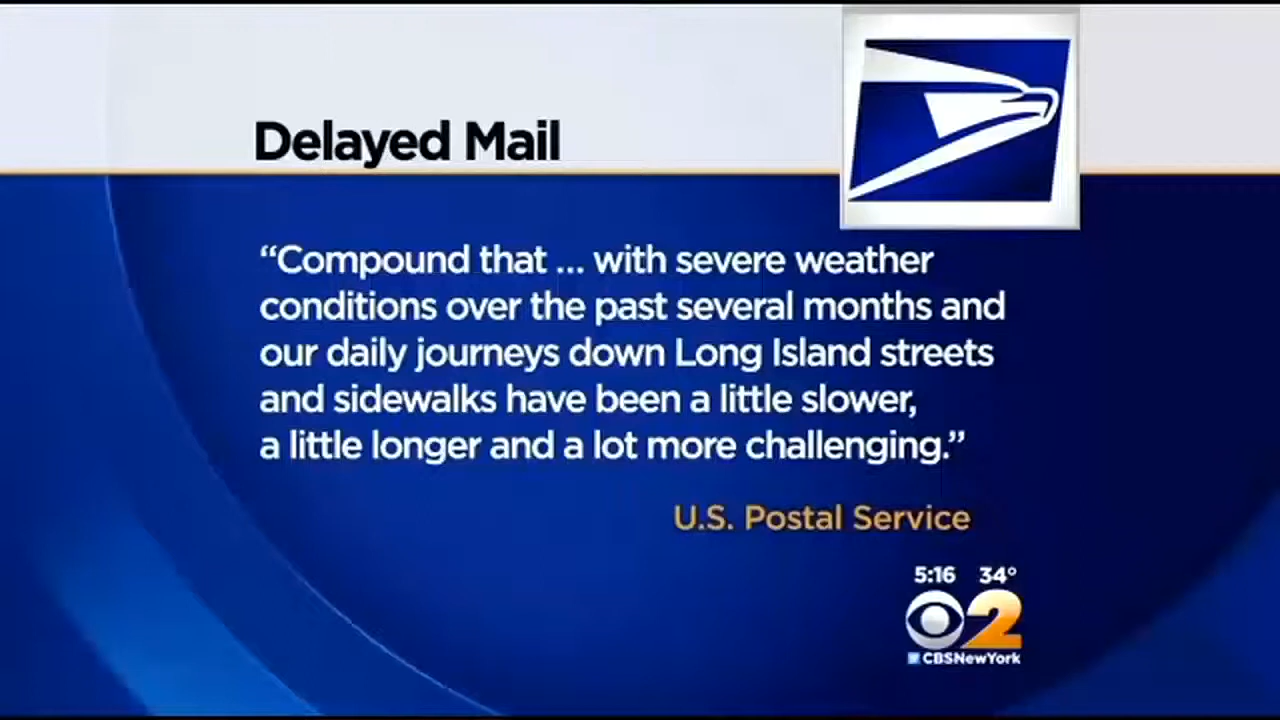 Delayed Mail
“Compound that ... with severe weather
conditions over the past several months and
our daily journeys down Long Island streets
and sidewalks have been a little slower,
a little longer and a lot more challenging.”
U.S. Postal Service
5:16 34°
2
CBSNewYork